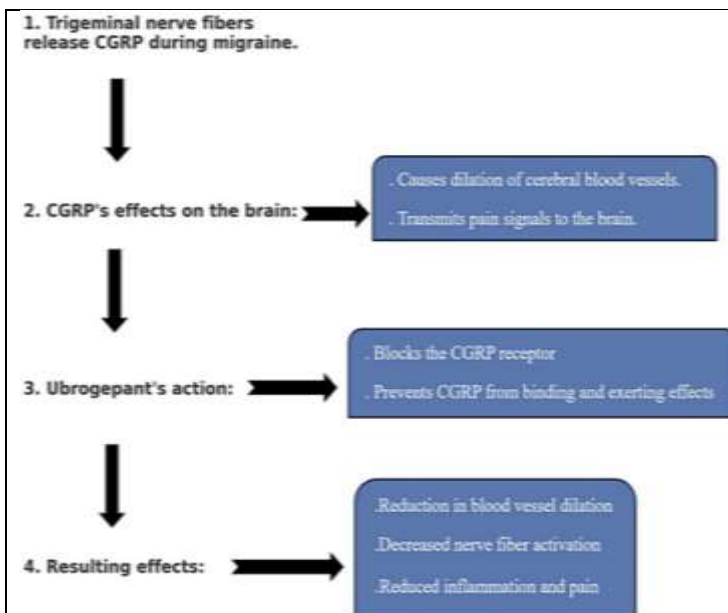 1. Trigeminal nerve fibers
release CGRP during migraine.
2. CGRP's effects on the brain:
. Causes dilation of cerebral blood vessels.
. Transmits pain signals to the brain.
3. Ubrogepant's action:
. Blocks the CGRP receptor
. Prevents CGRP from binding and exerting effects
4. Resulting effects:
.Reduction in blood vessel dilation
.Decreased nerve fiber activation
.Reduced inflammation and pain